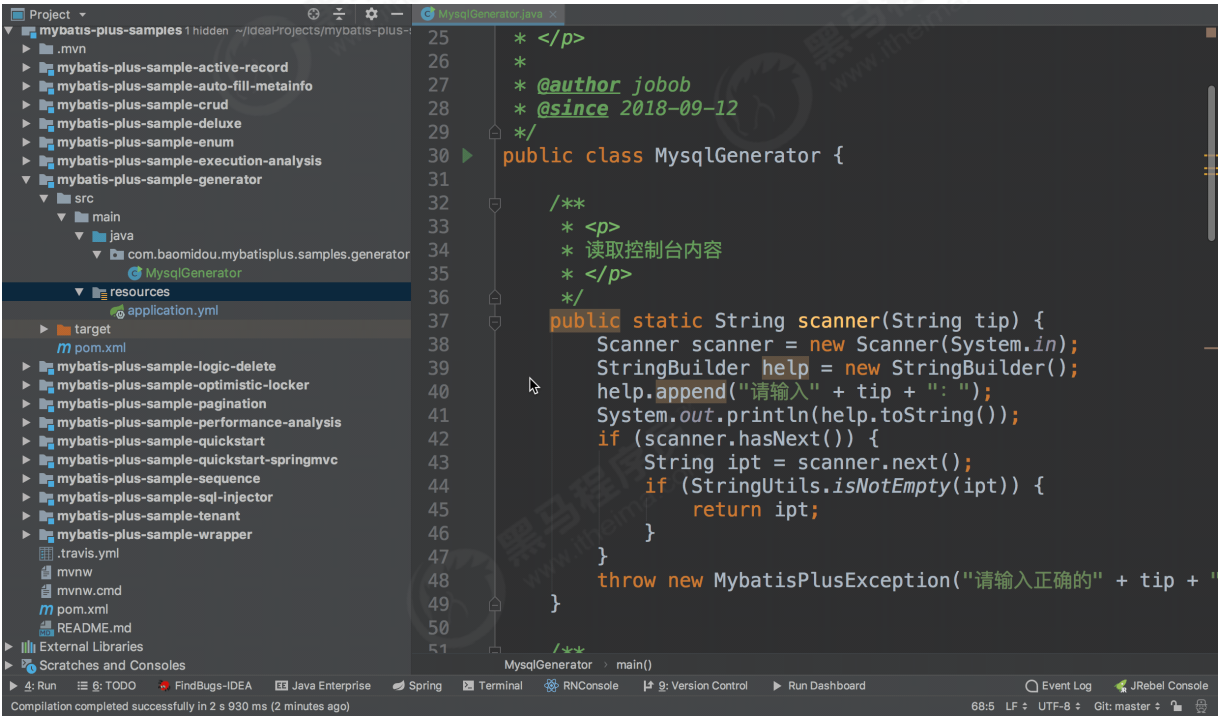 Project
MysqlGenerator.java
mybatis-plus-samples 1 hidden ~/IdeaProjects/mybatis-plus-
.mvn
mybatis-plus-sample-active-record
mybatis-plus-sample-auto-fill-metainfo
mybatis-plus-sample-crud
mybatis-plus-sample-deluxe
mybatis-plus-sample-enum
mybatis-plus-sample-execution-analysis
mybatis-plus-sample-generator
src
main
java
com.baomidou.mybatisplus.samples.generator
MysqlGenerator
resources
application.yml
target
pom.xml
mybatis-plus-sample-logic-delete
mybatis-plus-sample-optimistic-locker
mybatis-plus-sample-pagination
mybatis-plus-sample-performance-analysis
mybatis-plus-sample-quickstart
mybatis-plus-sample-quickstart-springmvc
mybatis-plus-sample-sequence
mybatis-plus-sample-sql-injector
mybatis-plus-sample-tenant
mybatis-plus-sample-wrapper
.travis.yml
mvnw
mvnw.cmd
pom.xml
README.md
External Libraries
Scratches and Consoles
25 * </p>
26 *
27 * @author jobob
28 * @since 2018-09-12
29 */
30 public class MysqlGenerator {
31
32 /**
33 * <p>
34 * 读取控制台内容
35 * </p>
36 */
37 public static String scanner(String tip) {
38 Scanner scanner = new Scanner(System.in);
39 StringBuilder help = new StringBuilder();
40 help.append("请输入" + tip + "：");
41 System.out.println(help.toString());
42 if (scanner.hasNext()) {
43 String ipt = scanner.next();
44 if (StringUtils.isNotEmpty(ipt)) {
45 return ipt;
46 }
47 }
48 throw new MybatisPlusException("请输入正确的" + tip + "
49 }
50
51 /**
MysqlGenerator › main()
4: Run 6: TODO FindBugs-IDEA Java Enterprise Spring Terminal RNConsole 9: Version Control Run Dashboard Event Log JRebel Console
Compilation completed successfully in 2 s 930 ms (2 minutes ago) 68:5 LF UTF-8 Git: master
黑马程序
www.itheima